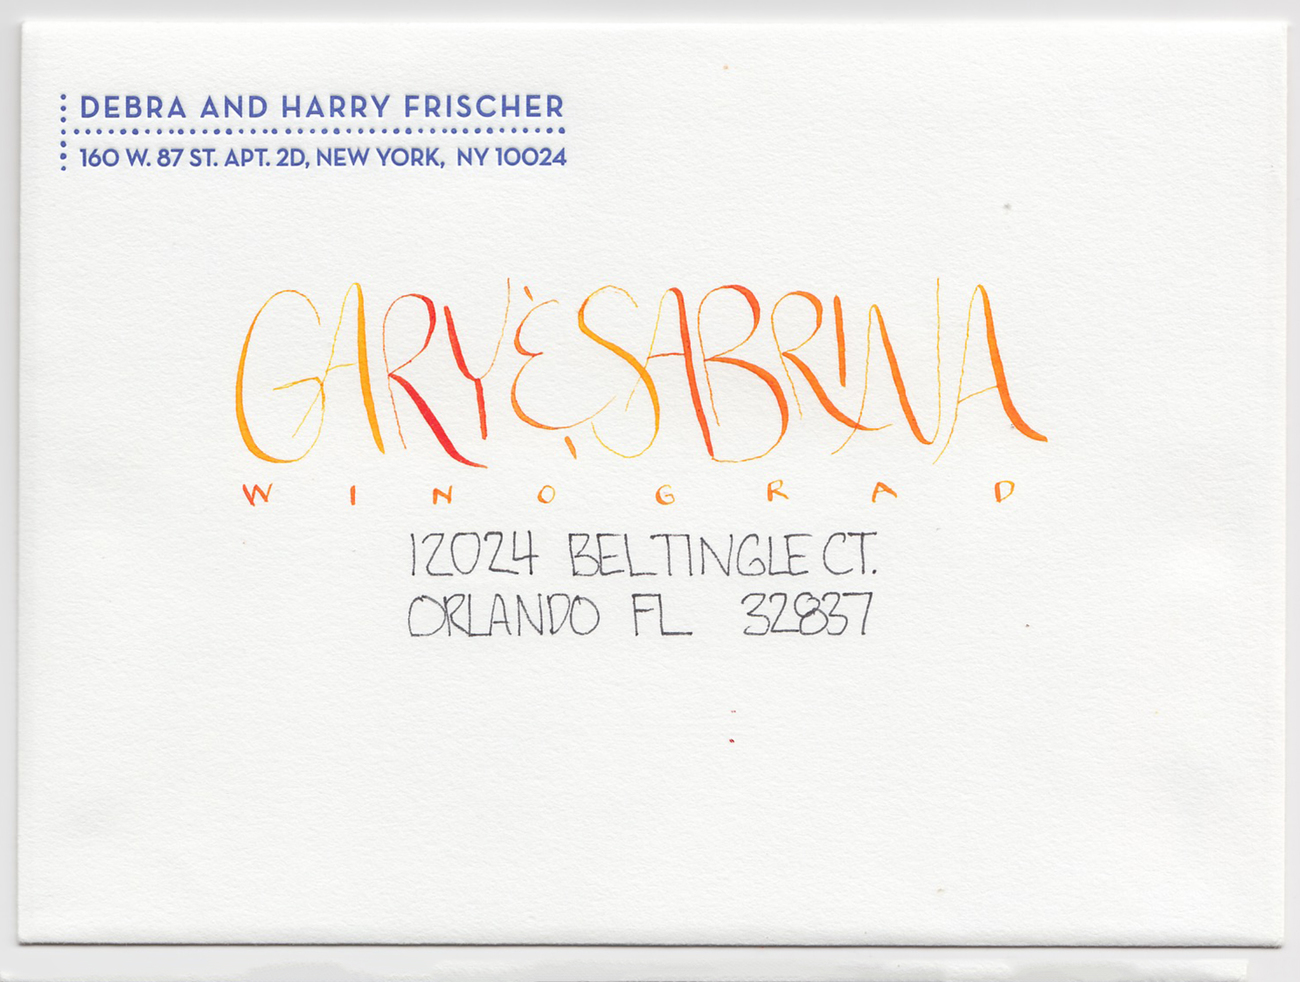 DEBRA AND HARRY FRISCHER
160 W. 87 ST. APT. 2D, NEW YORK, NY 10024
GARY & SABRINA
WINOGRAD
12024 BELTINGLE CT.
ORLANDO FL 32837